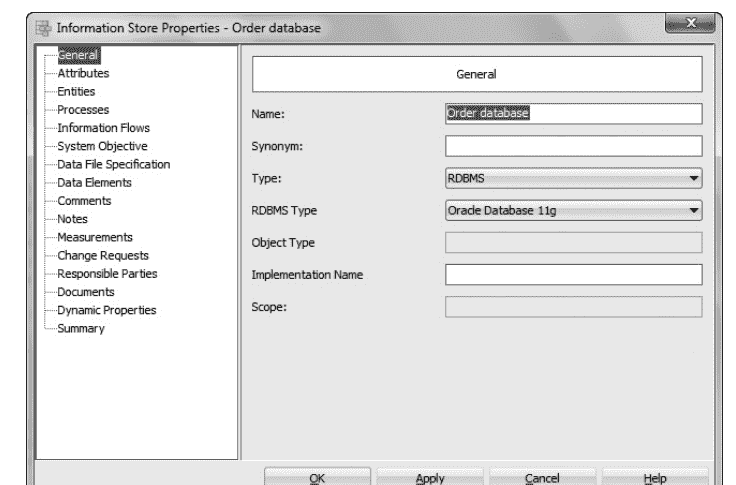 Information Store Properties - Order database
General
Attributes
Entities
Processes
Information Flows
System Objective
Data File Specification
Data Elements
Comments
Notes
Measurements
Change Requests
Responsible Parties
Documents
Dynamic Properties
Summary
General
Name: Order database
Synonym:
Type: RDBMS
RDBMS Type Oracle Database 11g
Object Type
Implementation Name
Scope:
OK Apply Cancel Help